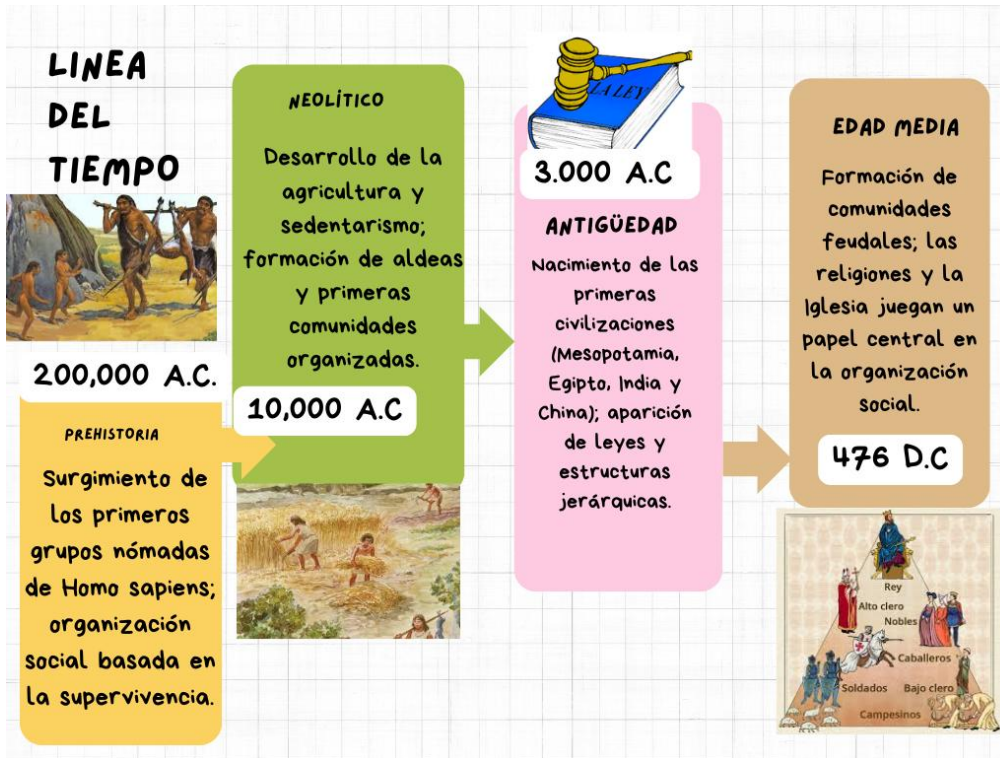 LINEA
DEL
TIEMPO
200,000 A.C.
PREHISTORIA
Surgimiento de
los primeros
grupos nómadas
de Homo sapiens;
organización
social basada en
la supervivencia.
NEOLÍTICO
Desarrollo de la
agricultura y
sedentarismo;
formación de aldeas
y primeras
comunidades
organizadas.
10,000 A.C
LA LEY
3.000 A.C
ANTIGÜEDAD
Nacimiento de las
primeras
civilizaciones
(Mesopotamia,
Egipto, India y
China); aparición
de leyes y
estructuras
jerárquicas.
EDAD MEDIA
Formación de
comunidades
feudales; las
religiones y la
Iglesia juegan un
papel central en
la organización
social.
476 D.C
Rey
Alto clero
Nobles
Caballeros
Soldados Bajo clero
Campesinos